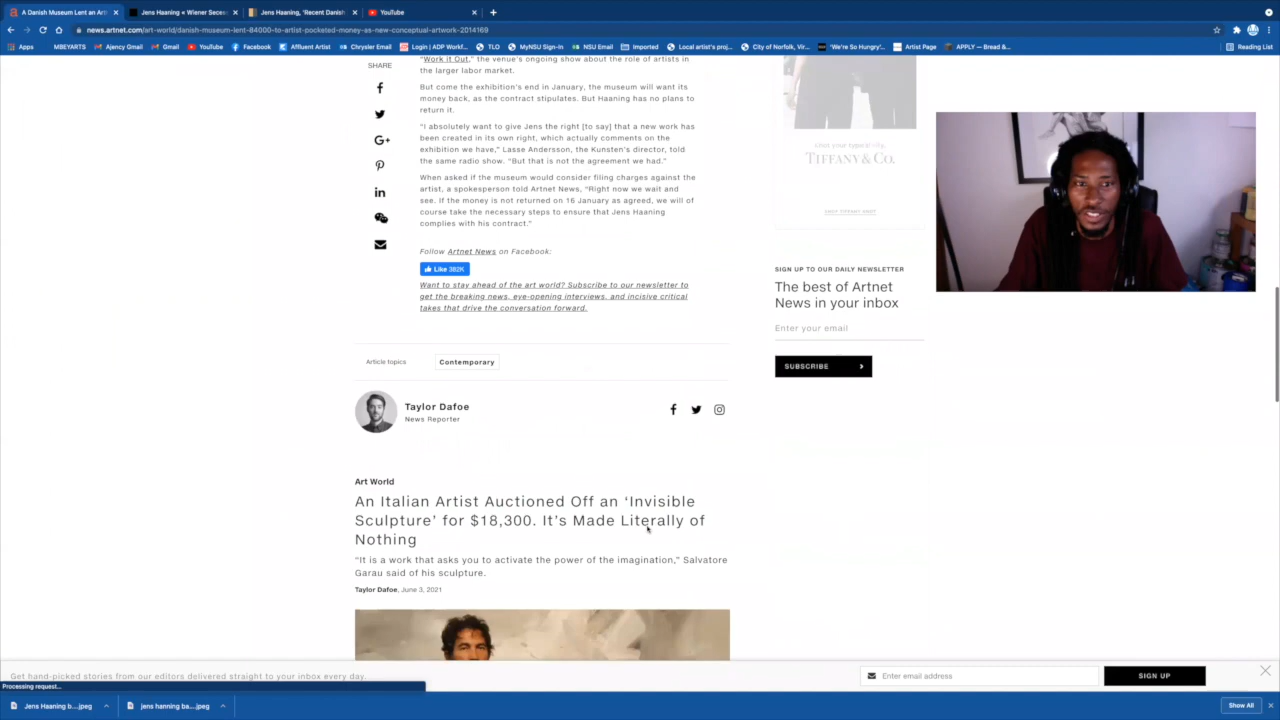 A Danish Museum Lent an Art
Jens Haaning « Wiener Seces
Jens Haaning, 'Recent Danish
YouTube
news.artnet.com/art-world/danish-museum-lent-84000-to-artist-pocketed-money-as-new-conceptual-artwork-2014169
Apps
MBEYARTS
Ajency Gmail
Gmail
YouTube
Facebook
Affluent Artist
Chrysler Email
Login | ADP Workf...
TLO
MyNSU Sign-In
NSU Email
Imported
Local artist's proj...
City of Norfolk, Vir...
'We're So Hungry'...
Artist Page
APPLY — Bread &...
Reading List
SHARE
"Work it Out," the venue's ongoing show about the role of artists in
the larger labor market.
But come the exhibition's end in January, the museum will want its
money back, as the contract stipulates. But Haaning has no plans to
return it.
"I absolutely want to give Jens the right [to say] that a new work has
been created in its own right, which actually comments on the
exhibition we have," Lasse Andersson, the Kunsten's director, told
the same radio show. "But that is not the agreement we had."
When asked if the museum would consider filing charges against the
artist, a spokesperson told Artnet News, "Right now we wait and
see. If the money is not returned on 16 January as agreed, we will of
course take the necessary steps to ensure that Jens Haaning
complies with his contract."
Follow Artnet News on Facebook:
Like 382K
Want to stay ahead of the art world? Subscribe to our newsletter to
get the breaking news, eye-opening interviews, and incisive critical
takes that drive the conversation forward.
Article topics
Contemporary
Taylor Dafoe
News Reporter
Art World
An Italian Artist Auctioned Off an 'Invisible
Sculpture' for $18,300. It's Made Literally of
Nothing
"It is a work that asks you to activate the power of the imagination," Salvatore
Garau said of his sculpture.
Taylor Dafoe, June 3, 2021
TIFFANY & CO.
SIGN UP TO OUR DAILY NEWSLETTER
The best of Artnet
News in your inbox
Enter your email
SUBSCRIBE
Get hand-picked stories from our editors delivered straight to your inbox every day.
Enter email address
SIGN UP
Processing request...
Jens Haaning b....jpeg
jens hanning ba....jpeg
Show All